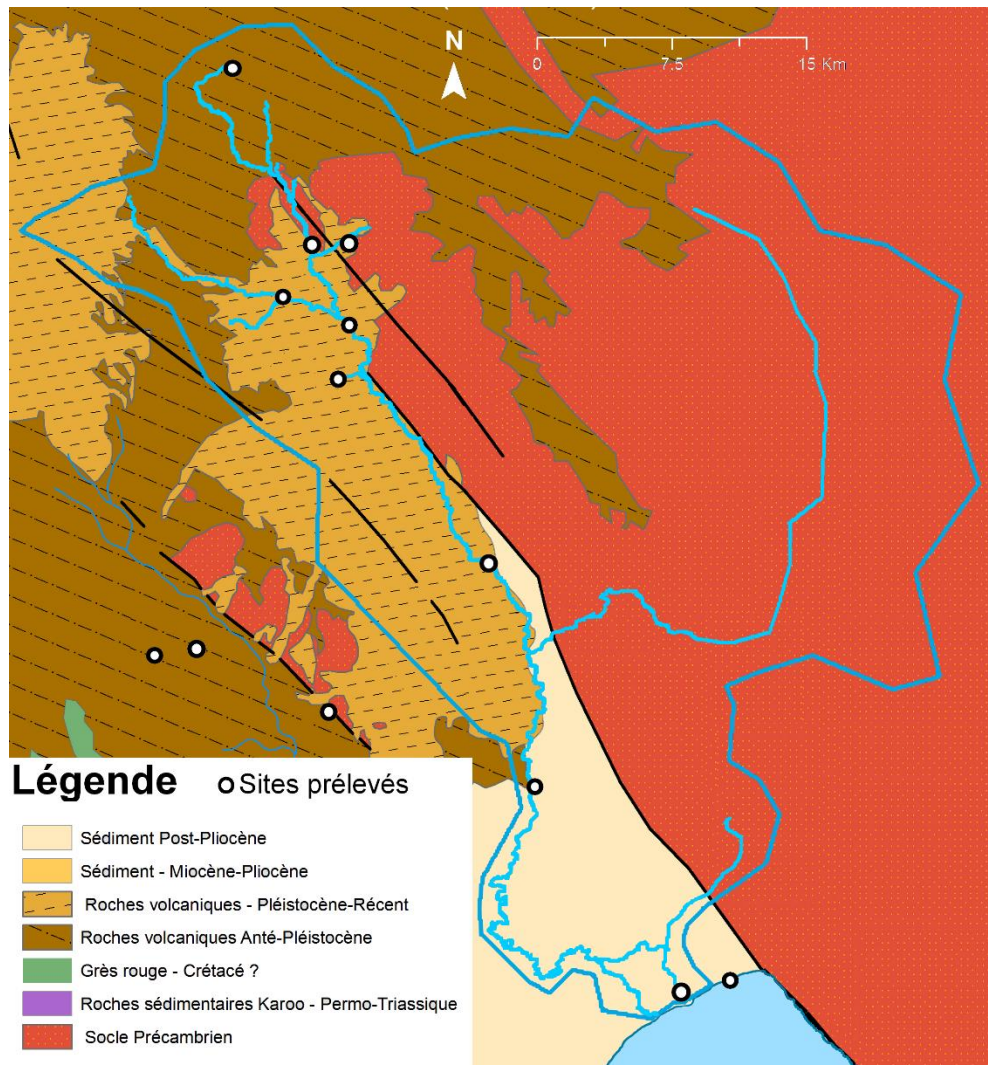 N
0 7.5 15 Km
Légende
Sites prélevés
Sédiment Post-Pliocène
Sédiment - Miocène-Pliocène
Roches volcaniques - Pléistocène-Récent
Roches volcaniques Anté-Pléistocène
Grès rouge - Crétacé ?
Roches sédimentaires Karoo - Permo-Triassique
Socle Précambrien